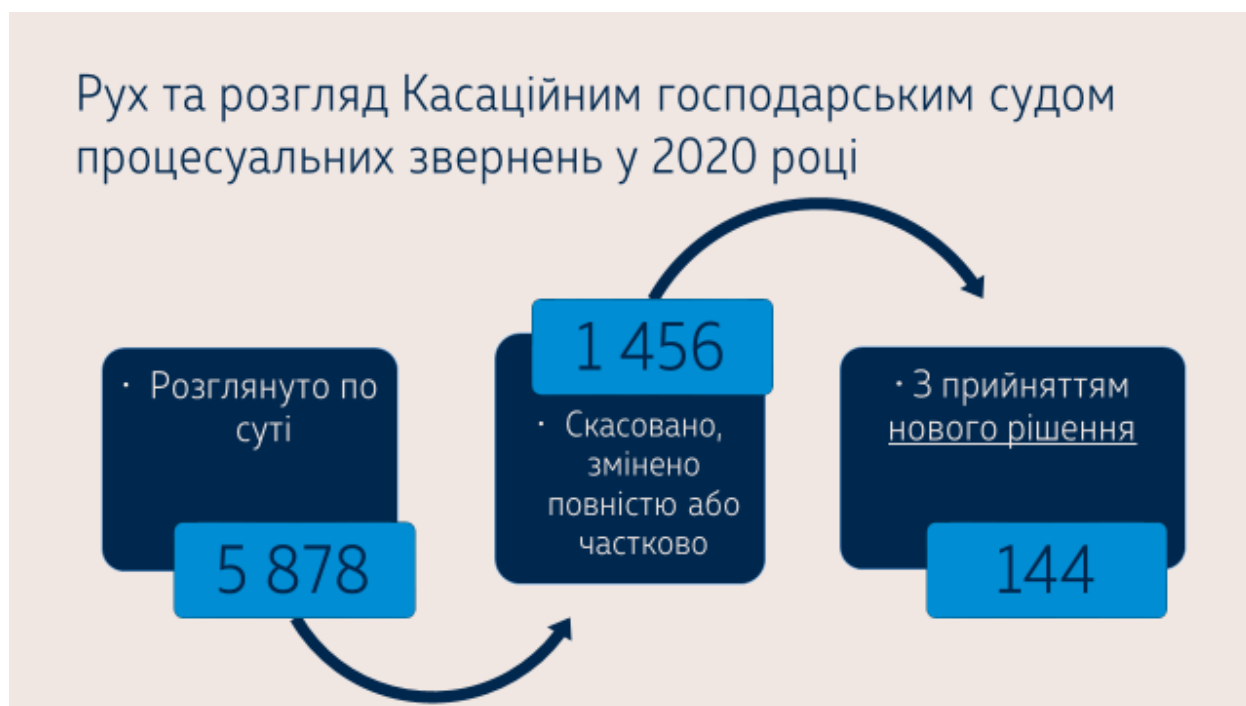 Рух та розгляд Касаційним господарським судом
процесуальних звернень у 2020 році
· Розглянуто по
суті
5 878
1 456
· Скасовано,
змінено
повністю або
частково
· З прийняттям
нового рішення
144